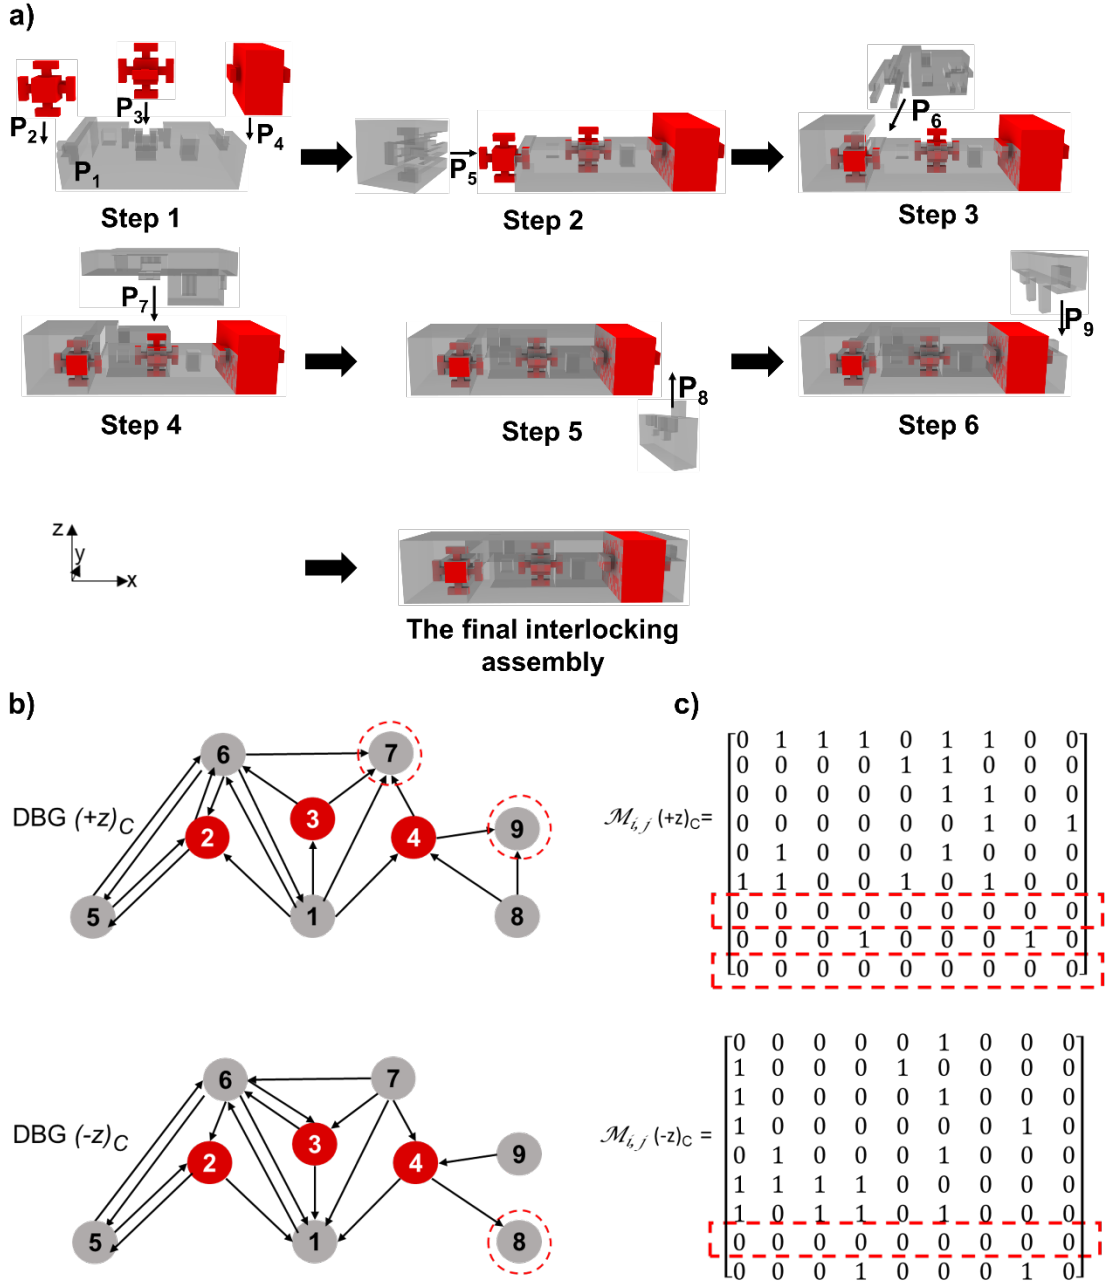 a)
P2
P3
P4
P1
Step 1
P5
Step 2
P6
Step 3
P7
Step 4
P8
Step 5
P9
Step 6
z
y
x
The final interlocking
assembly
b)
c)
DBG (+z)C
6
7
2
3
4
9
5
1
8
ℳi,j (+z)C=
0 1 1 1 0 1 1 0 0
0 0 0 0 1 1 0 0 0
0 0 0 0 0 1 1 0 0
0 0 0 0 0 0 1 0 1
0 1 0 0 0 1 0 0 0
1 1 0 0 1 0 1 0 0
0 0 0 0 0 0 0 0 0
0 0 0 1 0 0 0 1 0
0 0 0 0 0 0 0 0 0
DBG (-z)C
6
7
2
3
4
9
5
1
8
ℳi,j (-z)C =
0 0 0 0 0 1 0 0 0
1 0 0 0 1 0 0 0 0
1 0 0 0 0 1 0 0 0
1 0 0 0 0 0 0 1 0
0 1 0 0 0 1 0 0 0
1 1 1 1 0 0 0 0 0
1 0 1 1 0 1 0 0 0
0 0 0 0 0 0 0 0 0
0 0 0 1 0 0 0 1 0